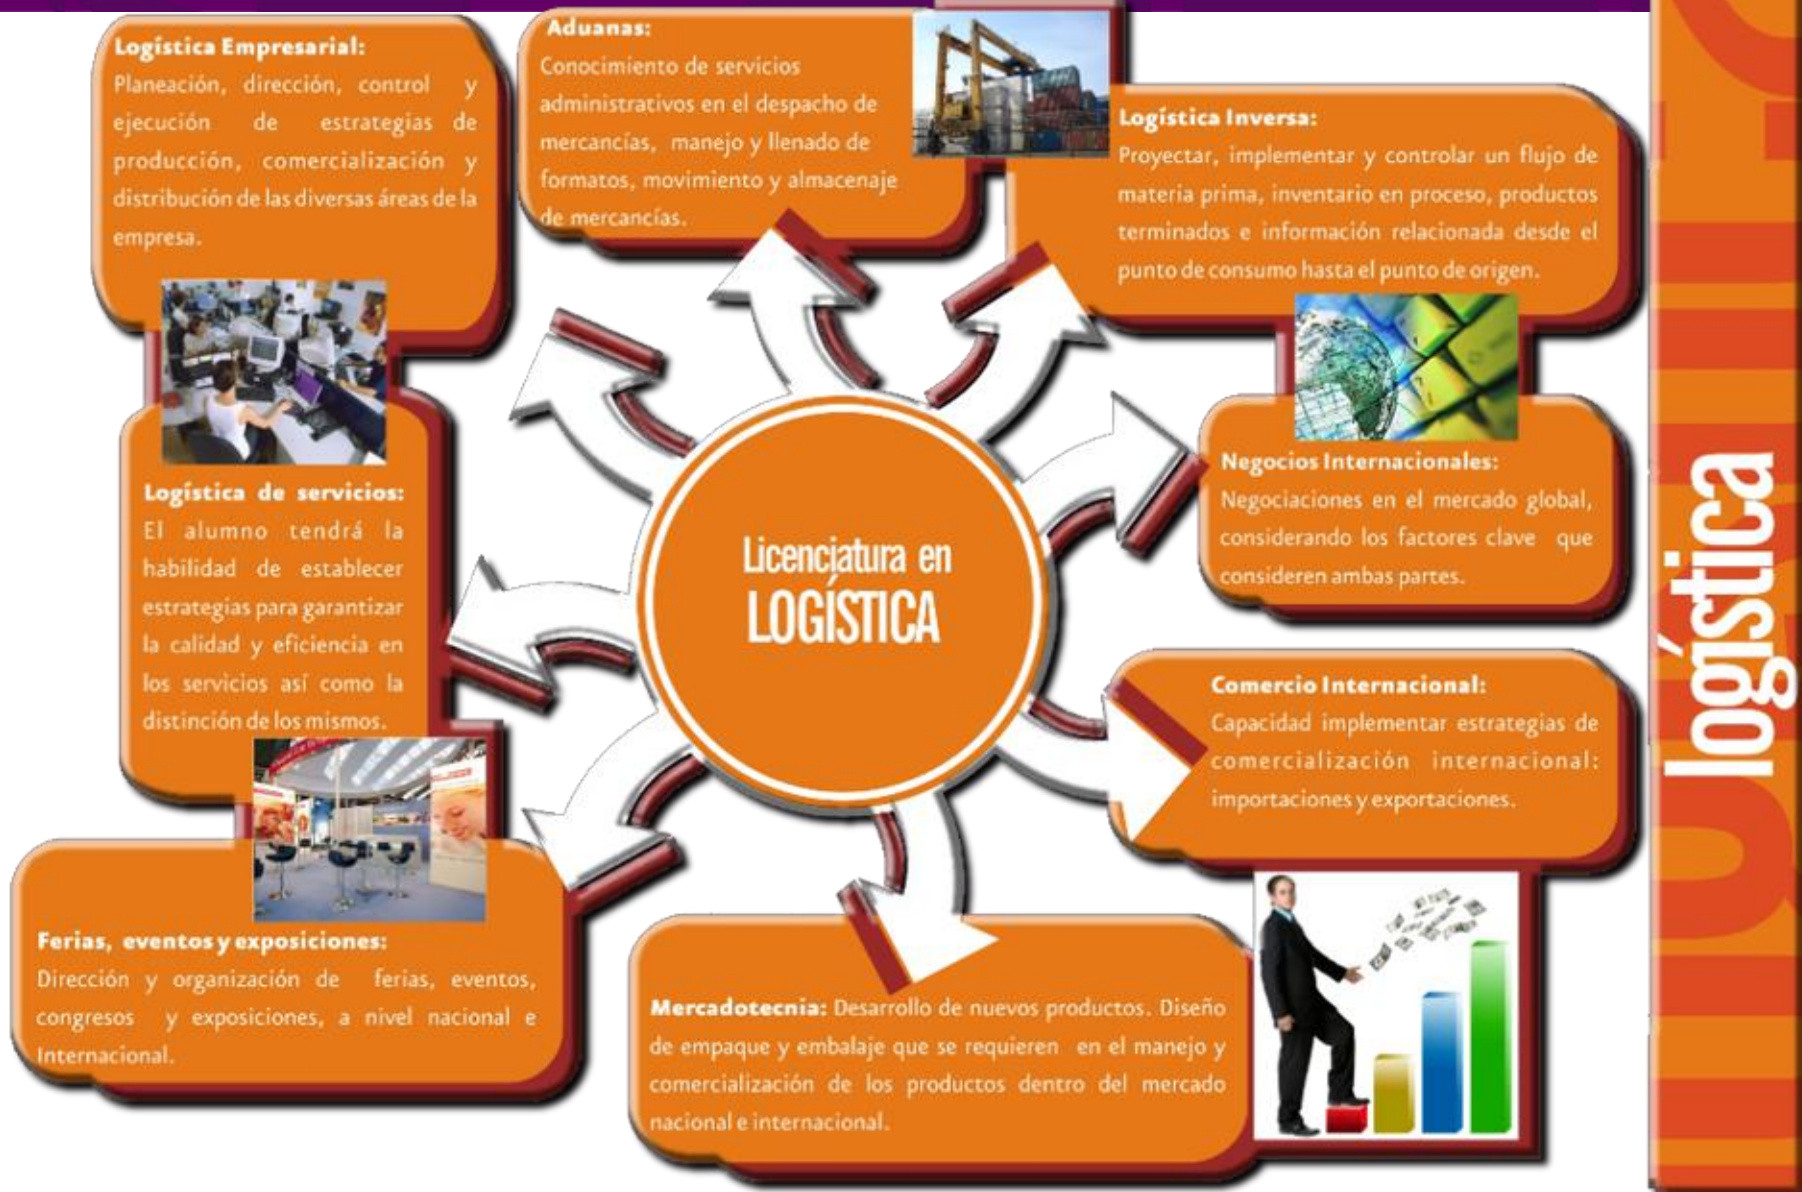 Logística Empresarial:
Planeación, dirección, control y
ejecución de estrategias de
producción, comercialización y
distribución de las diversas áreas de la
empresa.
Aduanas:
Conocimiento de servicios
administrativos en el despacho de
mercancías, manejo y llenado de
formatos, movimiento y almacenaje
de mercancías.
Logística Inversa:
Proyectar, implementar y controlar un flujo de
materia prima, inventario en proceso, productos
terminados e información relacionada desde el
punto de consumo hasta el punto de origen.
Negocios Internacionales:
Negociaciones en el mercado global,
considerando los factores clave que
consideren ambas partes.
Logística de servicios:
El alumno tendrá la
habilidad de establecer
estrategias para garantizar
la calidad y eficiencia en
los servicios así como la
distinción de los mismos.
Licenciatura en
LOGÍSTICA
Comercio Internacional:
Capacidad implementar estrategias de
comercialización internacional:
importaciones y exportaciones.
Ferias, eventos y exposiciones:
Dirección y organización de ferias, eventos,
congresos y exposiciones, a nivel nacional e
Internacional.
Mercadotecnia: Desarrollo de nuevos productos. Diseño
de empaque y embalaje que se requieren en el manejo y
comercialización de los productos dentro del mercado
nacional e internacional.
logística